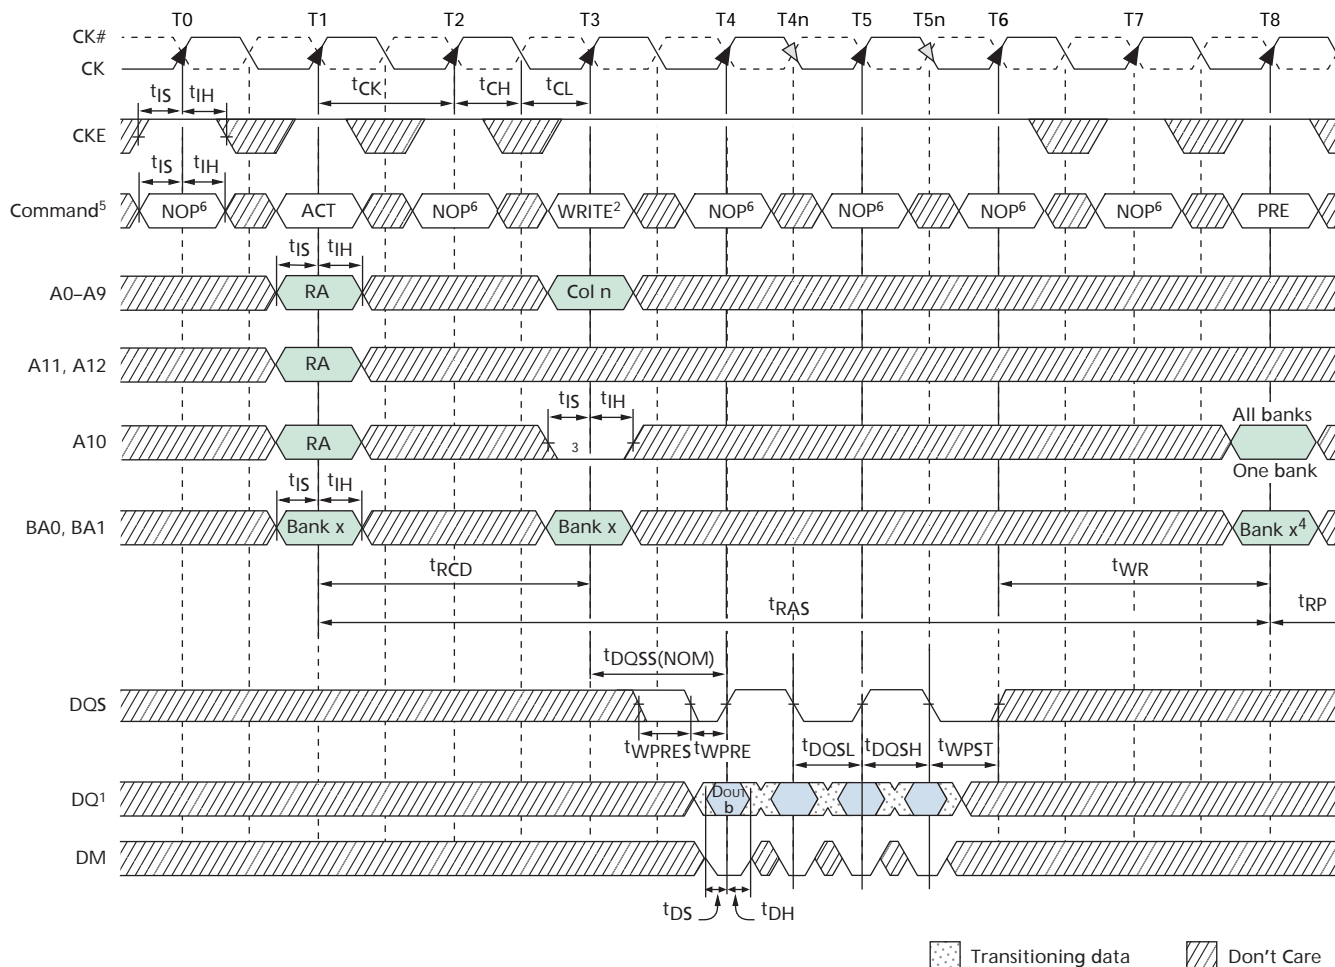 T0 T1 T2 T3 T4 T4n T5 T5n T6 T7 T8
CK#
CK
tCK tCH tCL
tIS tIH
CKE
tIS tIH
Command5 NOP6 ACT NOP6 WRITE2 NOP6 NOP6 NOP6 NOP6 PRE
tIS tIH
A0–A9 RA Col n
A11, A12 RA
tIS tIH
All banks
A10 RA 3
One bank
tIS tIH
BA0, BA1 Bank x Bank x Bank x4
tRCD tWR
tRAS tRP
tDQSS(NOM)
DQS
tWPRES tWPRE tDQSL tDQSH tWPST
DQ1 DOUT
b
DM
tDS tDH
Transitioning data Don't Care